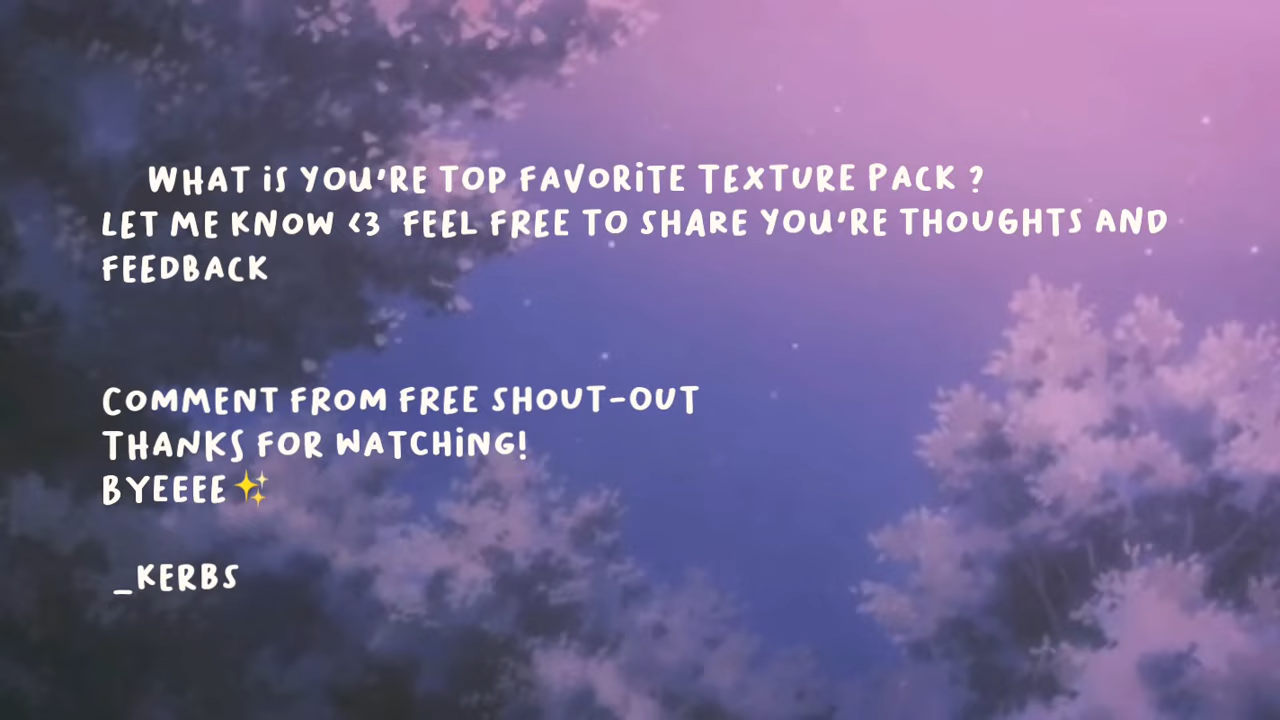 WHAT iS YOU'RE TOP FAVORiTE TEXTURE PACK ?
LET ME KNOW <3 FEEL FREE TO SHARE YOU'RE THOUGHTS AND
FEEDBACK
COMMENT FROM FREE SHOUT-OUT
THANKS FOR WATCHiNG!
BYEEEE✨
_KERBS